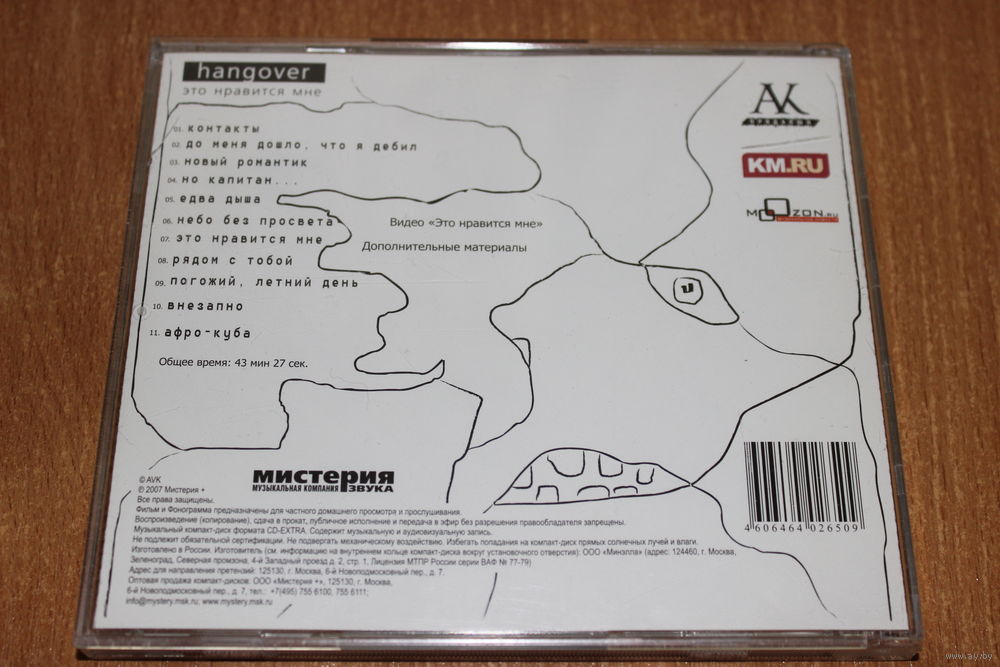 hangover
это нравится мне
01. контакты
02. до меня дошло, что я дебил
03. новый романтик
04. но капитан...
05. едва дыша
06. небо без просвета
07. это нравится мне
08. рядом с тобой
09. погожий, летний день
10. внезапно
11. афро-куба
Общее время: 43 мин 27 сек.
Видео «Это нравится мне»
Дополнительные материалы
AVK
продакшн
KM.RU
MOOZON.RU
мистерия
МУЗЫКАЛЬНАЯ КОМПАНИЯ ЗВУКА
© AVK
℗ 2007 Мистерия +
Все права защищены.
Фильм и Фонограмма предназначены для частного домашнего просмотра и прослушивания.
Воспроизведение (копирование), сдача в прокат, публичное исполнение и передача в эфир без разрешения правообладателя запрещены.
Музыкальный компакт-диск формата CD-EXTRA. Содержит музыкальную и аудиовизуальную запись.
Не подлежит обязательной сертификации. Не подвергать механическому воздействию. Избегать попадания на компакт-диск прямых солнечных лучей и влаги.
Изготовлено в России. Изготовитель (см. информацию на внутреннем кольце компакт-диска вокруг установочного отверстия): ООО «Минэлла» (адрес: 124460, г. Москва,
Зеленоград, Северная промзона, 4-й Западный проезд д. 2, стр. 1, Лицензия МТПР России серии ВАФ № 77-79)
Адрес для направления претензий: 125130, г. Москва, 6-й Новоподмосковный пер., д. 7.
Оптовая продажа компакт-дисков: ООО «Мистерия +», 125130, г. Москва,
6-й Новоподмосковный пер., д. 7, тел.: +7(495) 755 6100, 755 6111;
info@mystery.msk.ru; www.mystery.msk.ru
4 606464 026509
www.ay.by